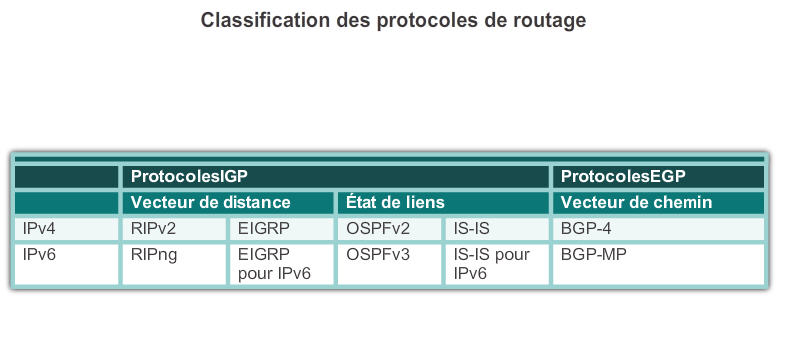 Classification des protocoles de routage
ProtocolesIGP ProtocolesEGP
Vecteur de distance État de liens Vecteur de chemin
IPv4 RIPv2 EIGRP OSPFv2 IS-IS BGP-4
IPv6 RIPng EIGRP OSPFv3 IS-IS pour BGP-MP
pour IPv6 IPv6